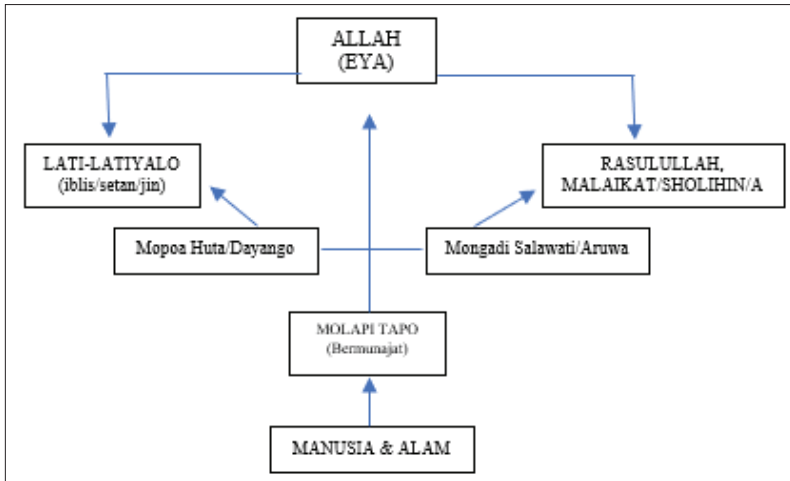 ALLAH
(EYA)
LATI-LATIYALO
(iblis/setan/jin)
RASULULLAH,
MALAIKAT/SHOLIHIN/A
Mopoa Huta/Dayango
Mongadi Salawati/Aruwa
MOLAPI TAPO
(Bermunajat)
MANUSIA & ALAM